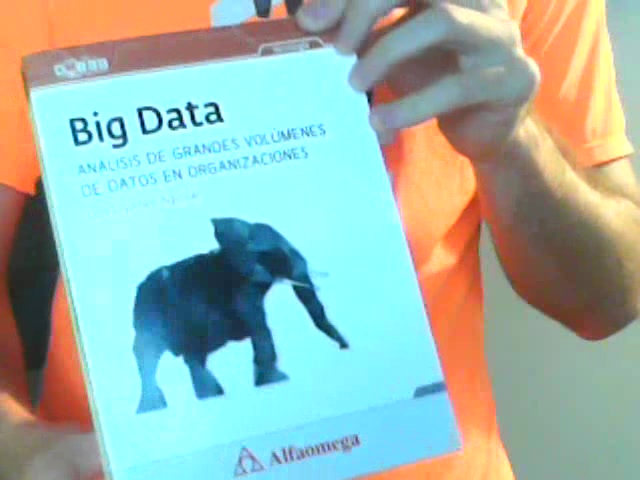 Big Data
ANÁLISIS DE GRANDES VOLÚMENES
DE DATOS EN ORGANIZACIONES
Alfaomega